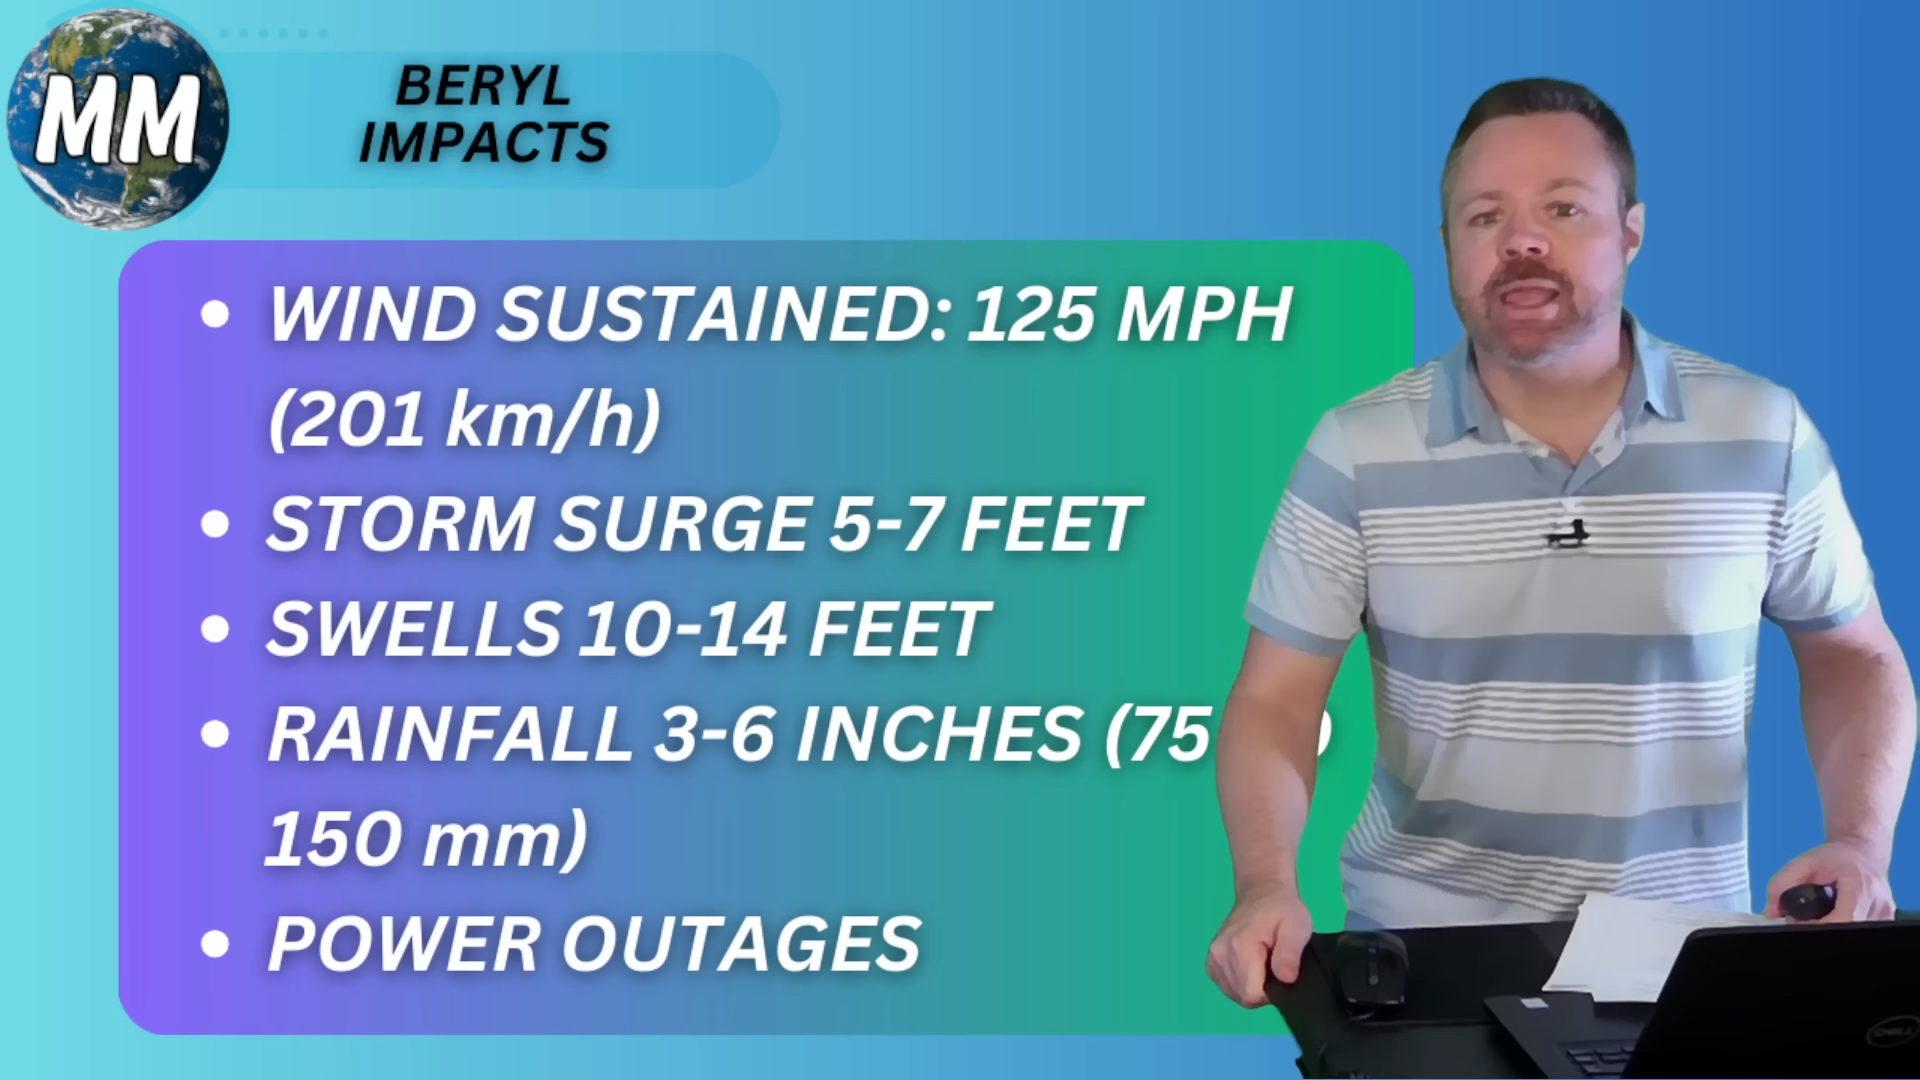 MM
BERYL
IMPACTS
WIND SUSTAINED: 125 MPH
(201 km/h)
STORM SURGE 5-7 FEET
SWELLS 10-14 FEET
RAINFALL 3-6 INCHES (75
150 mm)
POWER OUTAGES
DELL